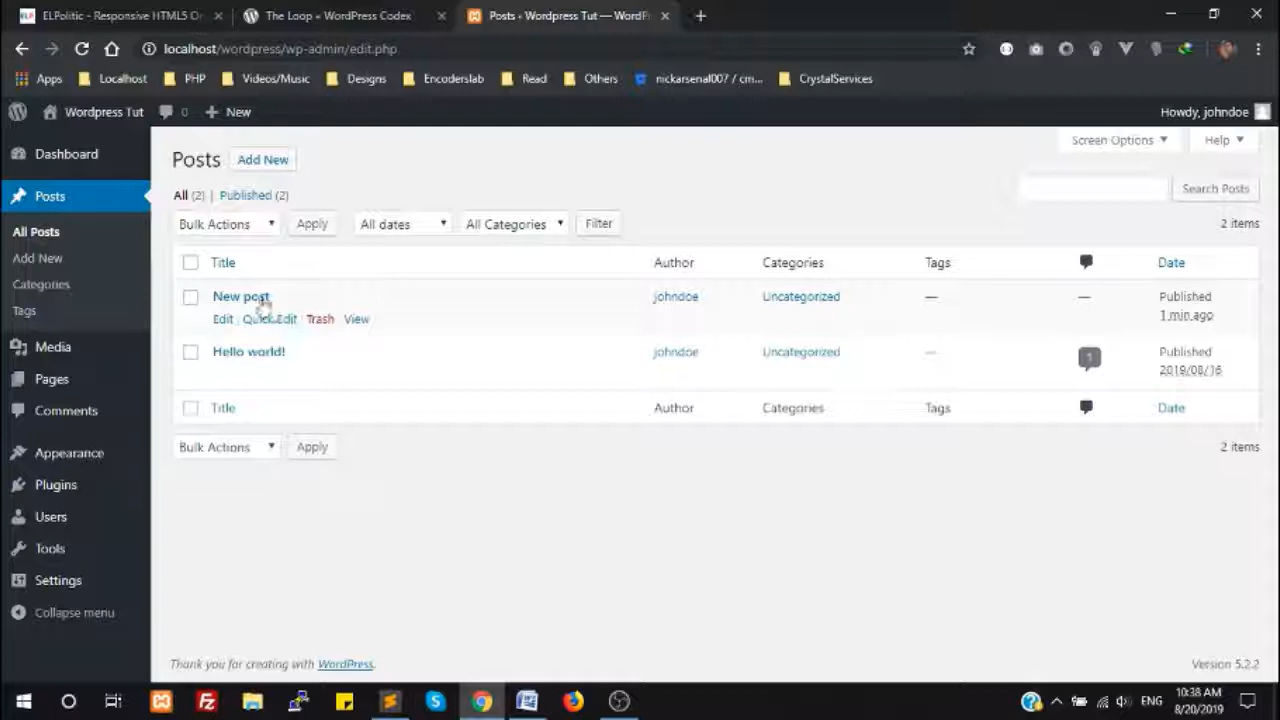 ELPolitic - Responsive HTML5 On
The Loop « WordPress Codex
Posts ‹ Wordpress Tut — WordPr
localhost/wordpress/wp-admin/edit.php
Apps Localhost PHP Videos/Music Designs Encoderslab Read Others nickarsenal007 / cm... CrystalServices
Wordpress Tut 0 New Howdy, johndoe
Dashboard
Posts
All Posts
Add New
Categories
Tags
Media
Pages
Comments
Appearance
Plugins
Users
Tools
Settings
Collapse menu
Screen Options Help
Posts Add New
All (2) | Published (2)
Search Posts
Bulk Actions Apply All dates All Categories Filter 2 items
Title Author Categories Tags Date
New post johndoe Uncategorized — — Published
1 min ago
Edit Quick Edit Trash View
Hello world! johndoe Uncategorized — 1 Published
2019/08/16
Title Author Categories Tags Date
Bulk Actions Apply 2 items
Thank you for creating with WordPress. Version 5.2.2
ENG 10:38 AM
8/20/2019